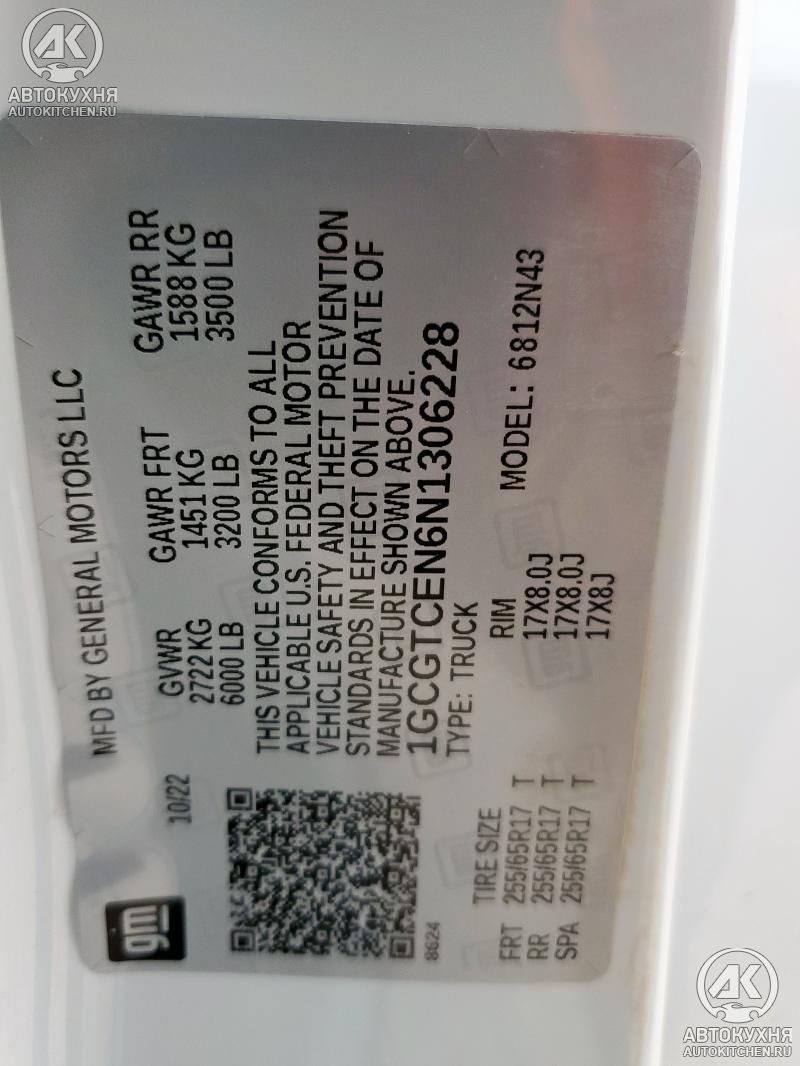 AK
АВТОКУХНЯ
AUTOKITCHEN.RU
gm
MFD BY GENERAL MOTORS LLC
10/22
GVWR GAWR FRT GAWR RR
2722 KG 1451 KG 1588 KG
6000 LB 3200 LB 3500 LB
THIS VEHICLE CONFORMS TO ALL
APPLICABLE U.S. FEDERAL MOTOR
VEHICLE SAFETY AND THEFT PREVENTION
STANDARDS IN EFFECT ON THE DATE OF
MANUFACTURE SHOWN ABOVE.
1GCGTCEN6N1306228
8624
TYPE: TRUCK
MODEL: 6812N43
TIRE SIZE RIM
FRT 255/65R17 T 17X8.0J
RR 255/65R17 T 17X8.0J
SPA 255/65R17 T 17X8J
AK
АВТОКУХНЯ
AUTOKITCHEN.RU